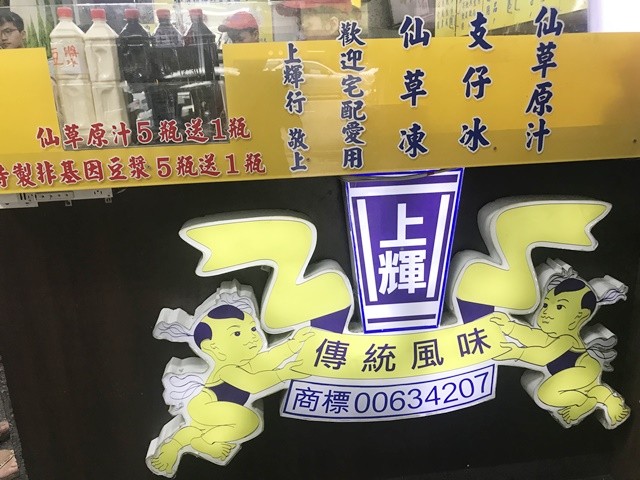 仙草原汁
支仔冰
仙草凍
歡迎宅配愛用
上輝行 敬上
仙草原汁5瓶送1瓶
特製非基因豆漿5瓶送1瓶
上輝
傳統風味
商標00634207